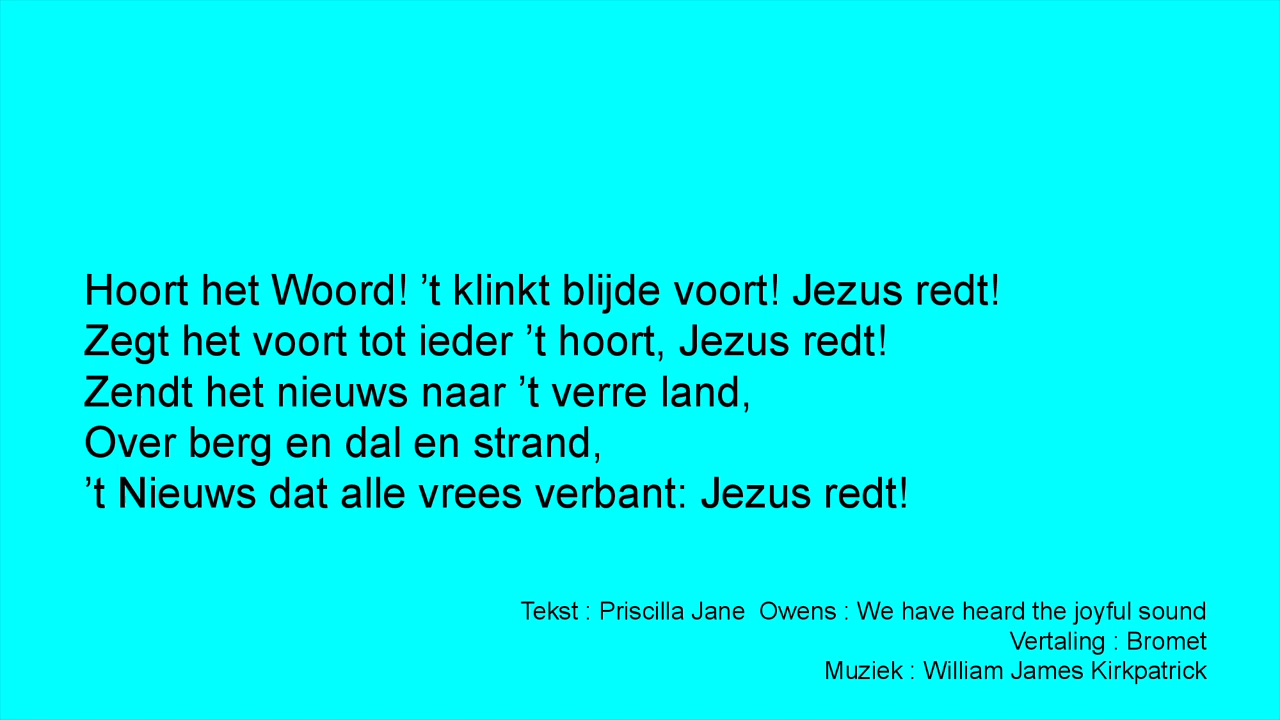 Hoort het Woord! ’t klinkt blijde voort! Jezus redt!
Zegt het voort tot ieder ’t hoort, Jezus redt!
Zendt het nieuws naar ’t verre land,
Over berg en dal en strand,
’t Nieuws dat alle vrees verbant: Jezus redt!
Tekst : Priscilla Jane  Owens : We have heard the joyful sound
Vertaling : Bromet
Muziek : William James Kirkpatrick